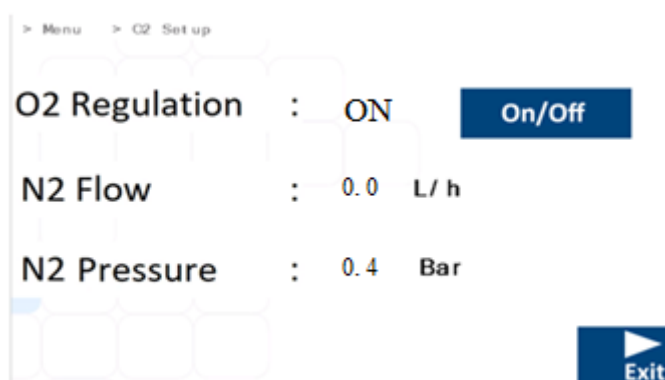 > Menu > O2 Set up
O2 Regulation : ON On/Off
N2 Flow : 0.0 L/h
N2 Pressure : 0.4 Bar
Exit